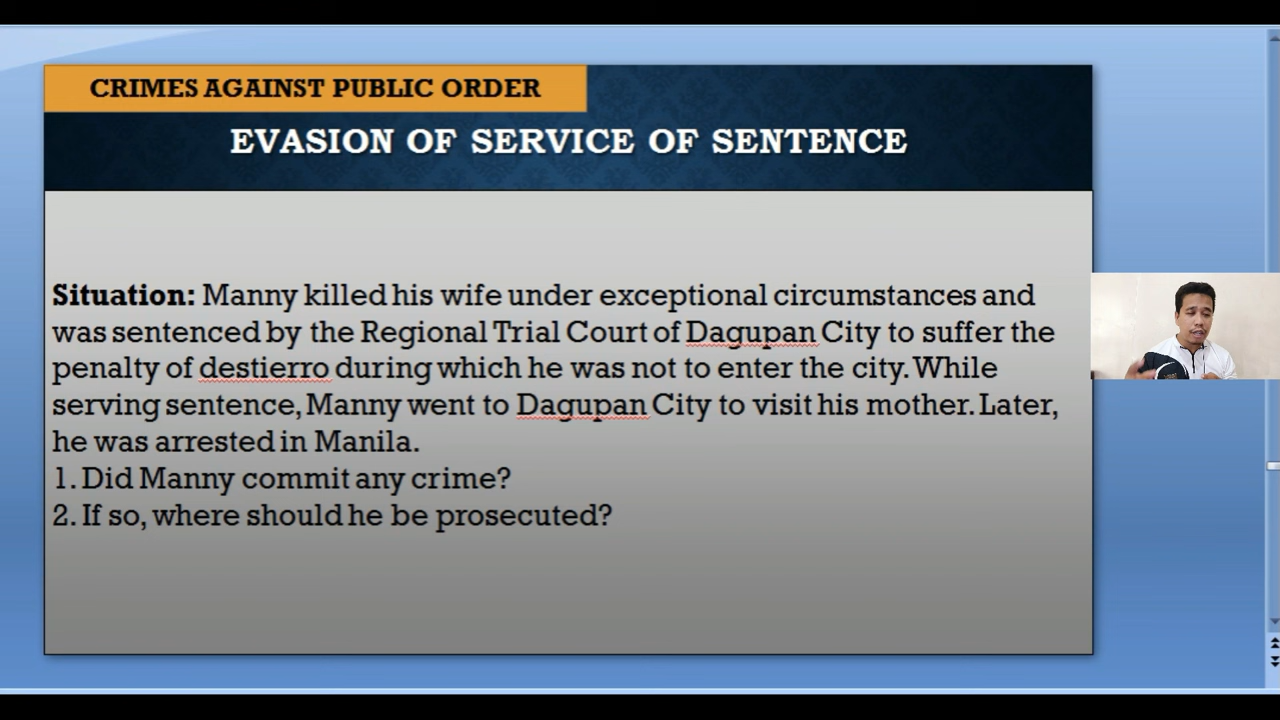 CRIMES AGAINST PUBLIC ORDER
EVASION OF SERVICE OF SENTENCE
Situation: Manny killed his wife under exceptional circumstances and
was sentenced by the Regional Trial Court of Dagupan City to suffer the
penalty of destierro during which he was not to enter the city. While
serving sentence, Manny went to Dagupan City to visit his mother. Later,
he was arrested in Manila.
1. Did Manny commit any crime?
2. If so, where should he be prosecuted?